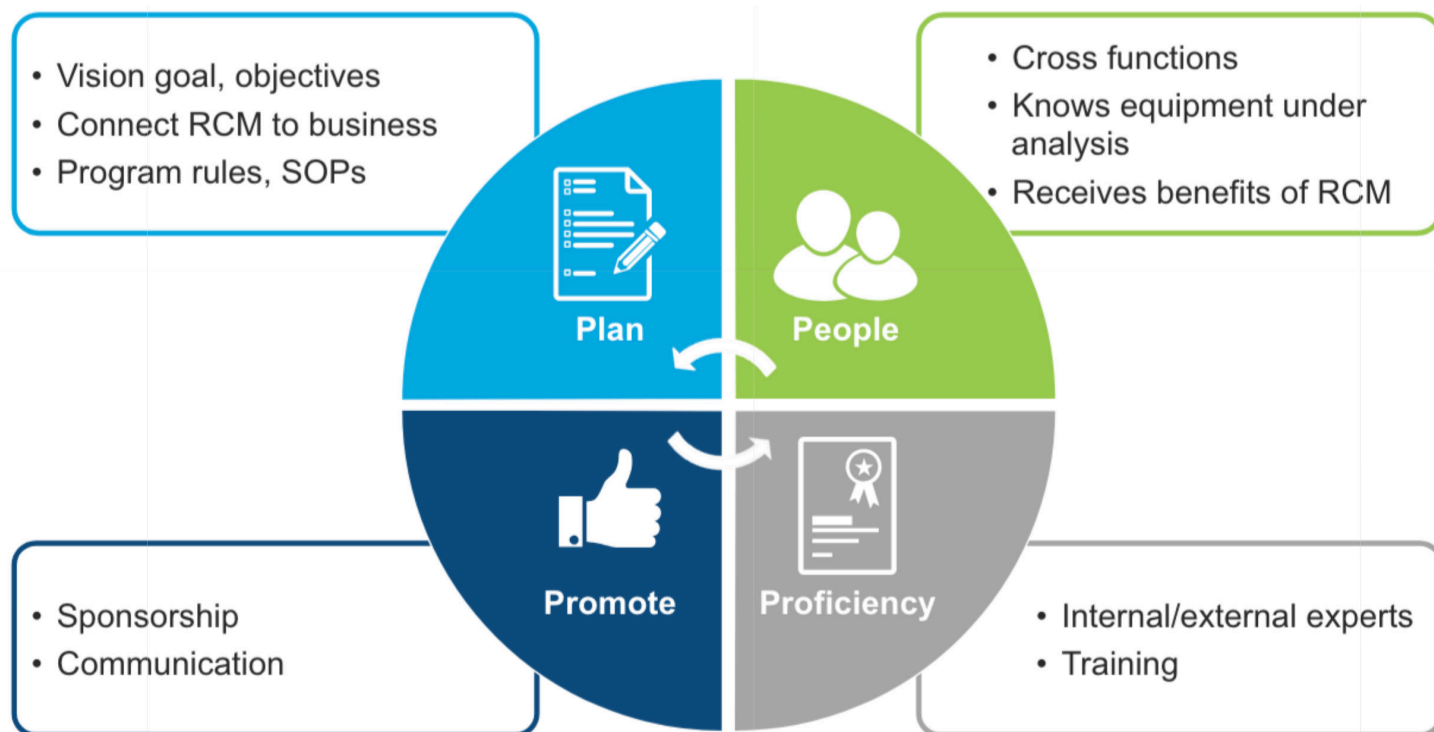 • Vision goal, objectives
• Connect RCM to business
• Program rules, SOPs
• Cross functions
• Knows equipment under
analysis
• Receives benefits of RCM
Plan
People
Promote
Proficiency
• Sponsorship
• Communication
• Internal/external experts
• Training